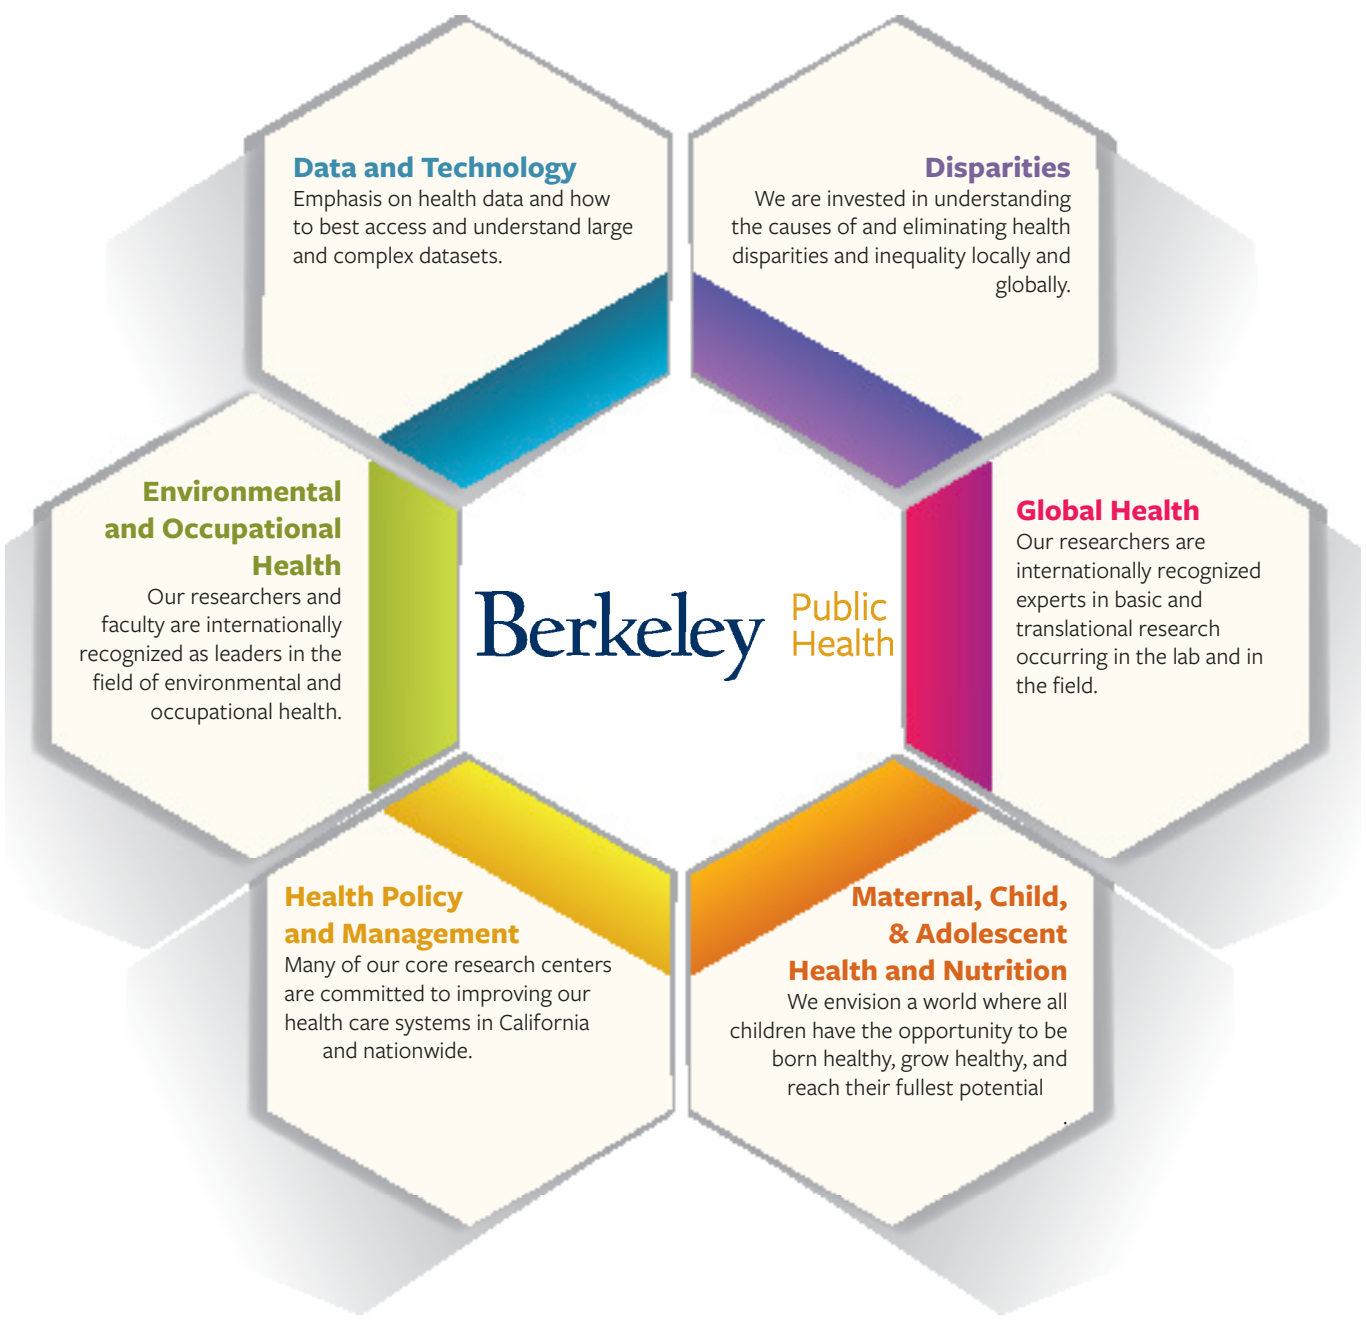 Data and Technology
Emphasis on health data and how
to best access and understand large
and complex datasets.
Disparities
We are invested in understanding
the causes of and eliminating health
disparities and inequality locally and
globally.
Environmental
and Occupational
Health
Our researchers and
faculty are internationally
recognized as leaders in the
field of environmental and
occupational health.
Berkeley
Public
Health
Global Health
Our researchers are
internationally recognized
experts in basic and
translational research
occurring in the lab and in
the field.
Health Policy
and Management
Many of our core research centers
are committed to improving our
health care systems in California
and nationwide.
Maternal, Child,
& Adolescent
Health and Nutrition
We envision a world where all
children have the opportunity to be
born healthy, grow healthy, and
reach their fullest potential
.